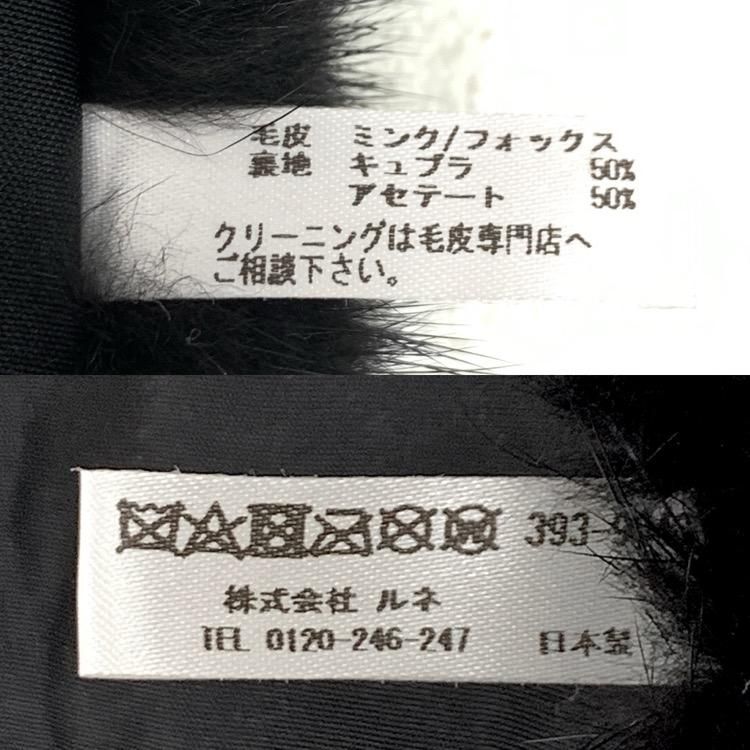 毛皮 ミンク/フォックス
裏地 キュプラ 50%
アセテート 50%
クリーニングは毛皮専門店へ
ご相談下さい。
393-9
株式会社 ルネ
TEL 0120-246-247 日本製